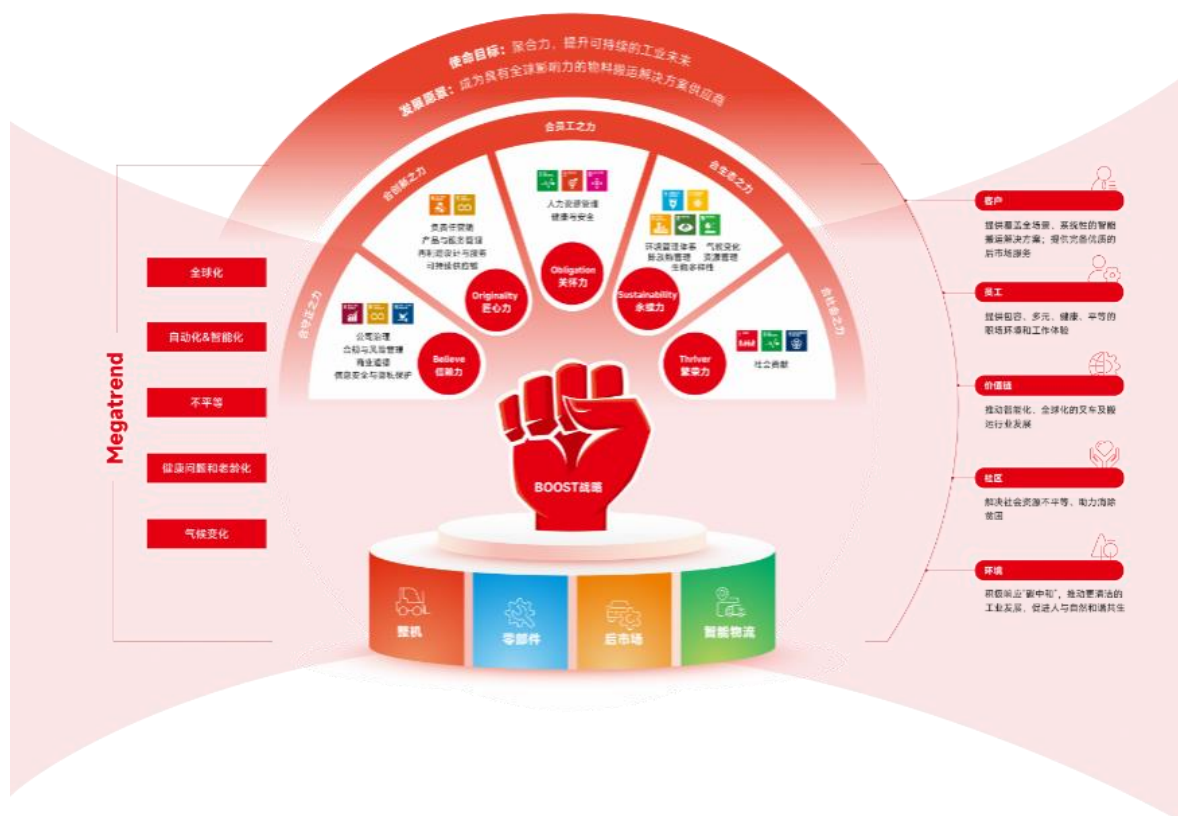 使命目标：聚合力，提升可持续的工业未来
发展愿景：成为具有全球影响力的物料搬运解决方案供应商
合守正之力
合创新之力
合员工之力
合生态之力
合社会之力
公司治理
合规与风险管理
商业道德
信息安全与隐私保护
Believe
信赖力
负责任营销
产品与服务管理
再制造设计与服务
可持续供应链
Originality
匠心力
人力资源管理
健康与安全
Obligation
关怀力
环境管理体系 气候变化
排放物管理 资源管理
生物多样性
Sustainability
永续力
社会贡献
Thriver
繁荣力
BOOST战略
整机
零部件
后市场
智能物流
Megatrend
全球化
自动化&智能化
不平等
健康问题和老龄化
气候变化
客户
提供覆盖全场景、系统性的智能
搬运解决方案；提供完备优质的
后市场服务
员工
提供包容、多元、健康、平等的
职场环境和工作体验
价值链
推动智能化、全球化的叉车及搬
运行业发展
社区
解决社会资源不平等、助力消除
贫困
环境
积极响应“碳中和”，推动更清洁的
工业发展，促进人与自然和谐共生